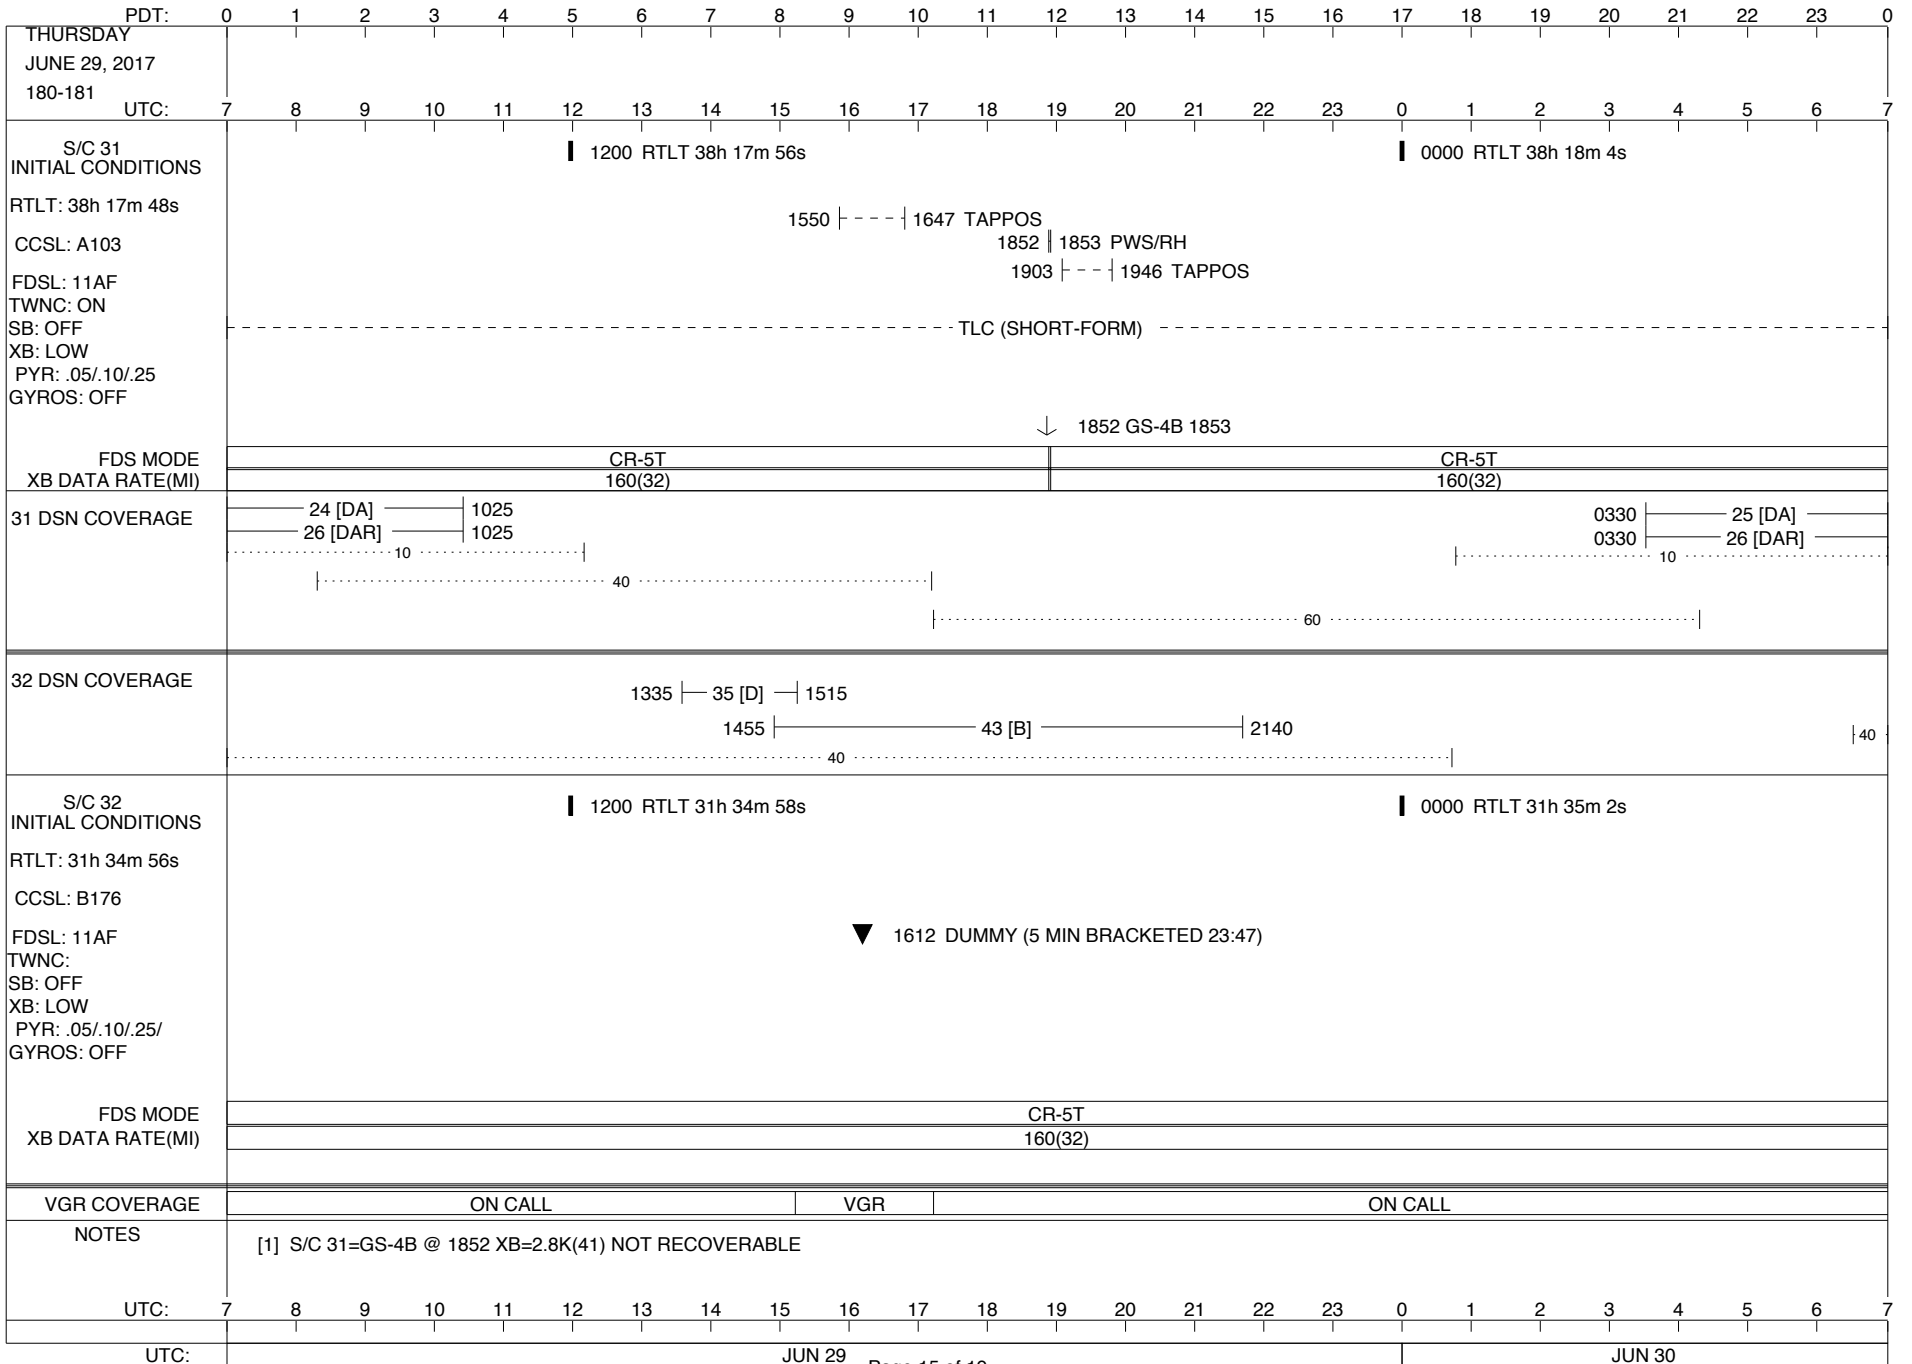 PDT: 0 1 2 3 4 5 6 7 8 9 10 11 12 13 14 15 16 17 18 19 20 21 22 23 0
THURSDAY
JUNE 29, 2017
180-181
UTC: 7 8 9 10 11 12 13 14 15 16 17 18 19 20 21 22 23 0 1 2 3 4 5 6 7
S/C 31
INITIAL CONDITIONS
1200 RTLT 38h 17m 56s
0000 RTLT 38h 18m 4s
RTLT: 38h 17m 48s
1550 1647 TAPPOS
CCSL: A103
1852 1853 PWS/RH
1903 1946 TAPPOS
FDSL: 11AF
TWNC: ON
SB: OFF
TLC (SHORT-FORM)
XB: LOW
PYR: .05/.10/.25
GYROS: OFF
1852 GS-4B 1853
FDS MODE CR-5T CR-5T
XB DATA RATE(MI) 160(32) 160(32)
31 DSN COVERAGE
24 [DA] 1025
0330 25 [DA]
26 [DAR] 1025
0330 26 [DAR]
10 10
40
60
32 DSN COVERAGE
1335 35 [D] 1515
1455 43 [B] 2140
40
40
S/C 32
INITIAL CONDITIONS
1200 RTLT 31h 34m 58s
0000 RTLT 31h 35m 2s
RTLT: 31h 34m 56s
CCSL: B176
FDSL: 11AF
1612 DUMMY (5 MIN BRACKETED 23:47)
TWNC:
SB: OFF
XB: LOW
PYR: .05/.10/.25/
GYROS: OFF
FDS MODE CR-5T
XB DATA RATE(MI) 160(32)
VGR COVERAGE ON CALL VGR ON CALL
NOTES
[1] S/C 31=GS-4B @ 1852 XB=2.8K(41) NOT RECOVERABLE
UTC: 7 8 9 10 11 12 13 14 15 16 17 18 19 20 21 22 23 0 1 2 3 4 5 6 7
UTC: JUN 29 JUN 30